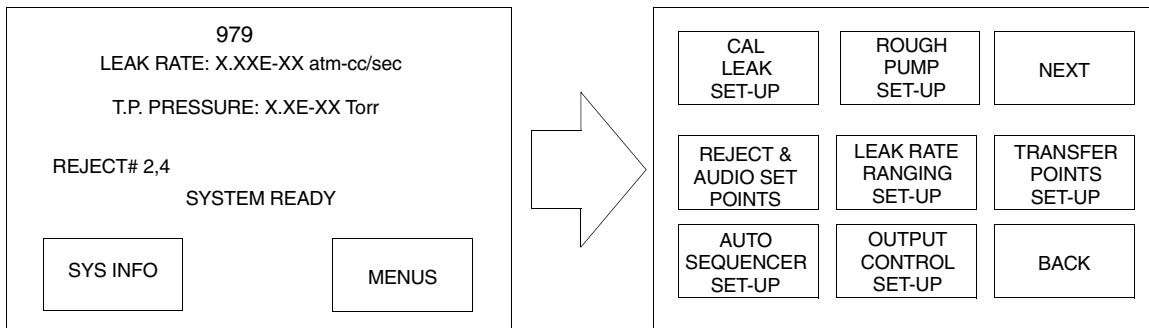 979
LEAK RATE: X.XXE-XX atm-cc/sec
T.P. PRESSURE: X.XE-XX Torr
REJECT# 2,4
SYSTEM READY
SYS INFO
MENUS
CAL
LEAK
SET-UP
ROUGH
PUMP
SET-UP
NEXT
REJECT &
AUDIO SET
POINTS
LEAK RATE
RANGING
SET-UP
TRANSFER
POINTS
SET-UP
AUTO
SEQUENCER
SET-UP
OUTPUT
CONTROL
SET-UP
BACK